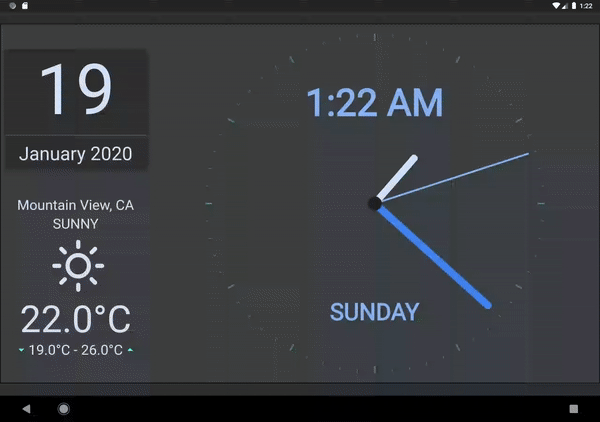 1:22
19
January 2020
Mountain View, CA
SUNNY
22.0°C
19.0°C - 26.0°C
1:22 AM
SUNDAY